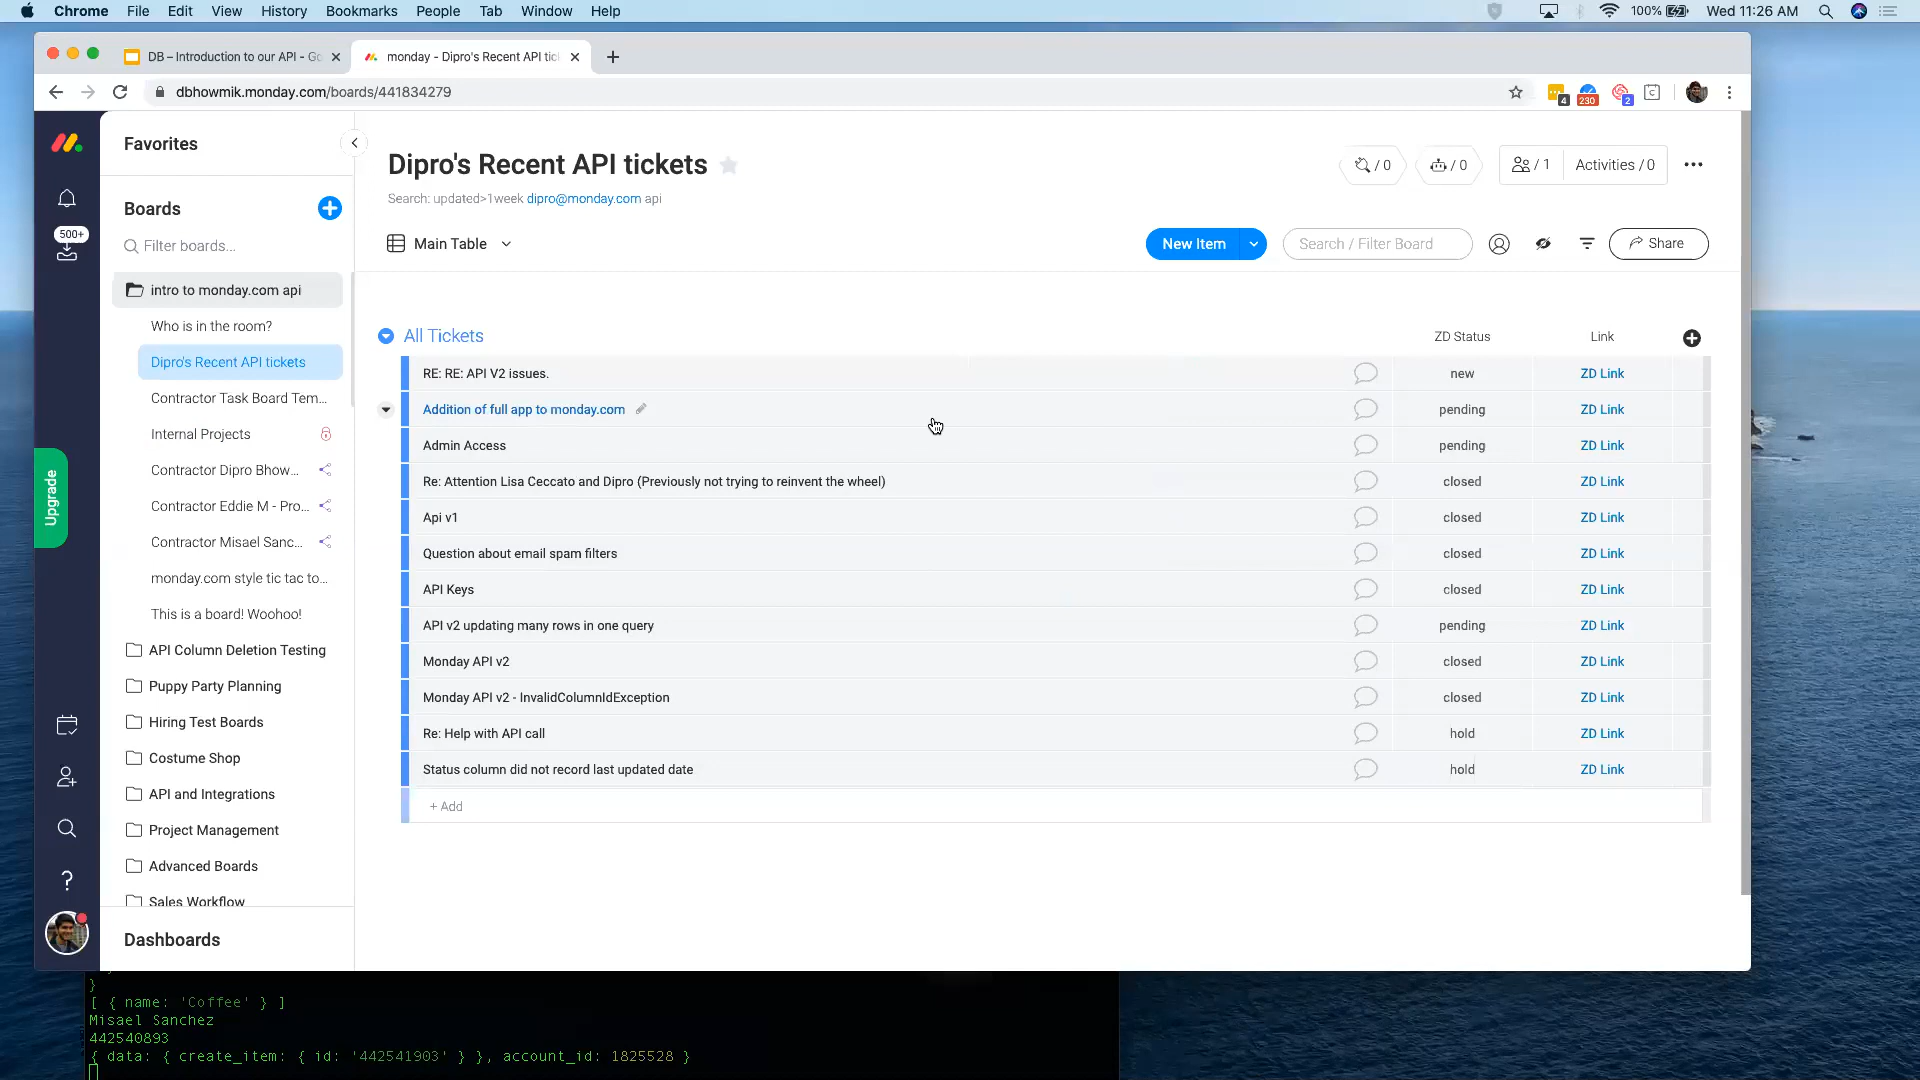 Chrome File Edit View History Bookmarks People Tab Window Help
100% Wed 11:26 AM
DB – Introduction to our API - Go
monday - Dipro's Recent API tic
dbhowmik.monday.com/boards/441834279
4
230
2
Favorites
Boards
Filter boards...
500+
intro to monday.com api
Who is in the room?
Dipro's Recent API tickets
Contractor Task Board Tem...
Internal Projects
Contractor Dipro Bhow...
Contractor Eddie M - Pro...
Contractor Misael Sanc...
monday.com style tic tac to...
This is a board! Woohoo!
API Column Deletion Testing
Puppy Party Planning
Hiring Test Boards
Costume Shop
API and Integrations
Project Management
Advanced Boards
Sales Workflow
Dashboards
Upgrade
?
Dipro's Recent API tickets
Search: updated>1week dipro@monday.com api
/ 0
/ 0
/ 1
Activities / 0
Main Table
New Item
Search / Filter Board
Share
All Tickets ZD Status Link
RE: RE: API V2 issues. new ZD Link
Addition of full app to monday.com pending ZD Link
Admin Access pending ZD Link
Re: Attention Lisa Ceccato and Dipro (Previously not trying to reinvent the wheel) closed ZD Link
Api v1 closed ZD Link
Question about email spam filters closed ZD Link
API Keys closed ZD Link
API v2 updating many rows in one query pending ZD Link
Monday API v2 closed ZD Link
Monday API v2 - InvalidColumnIdException closed ZD Link
Re: Help with API call hold ZD Link
Status column did not record last updated date hold ZD Link
+ Add
}
[ { name: 'Coffee' } ]
Misael Sanchez
442540893
{ data: { create_item: { id: '442541903' } }, account_id: 1825528 }